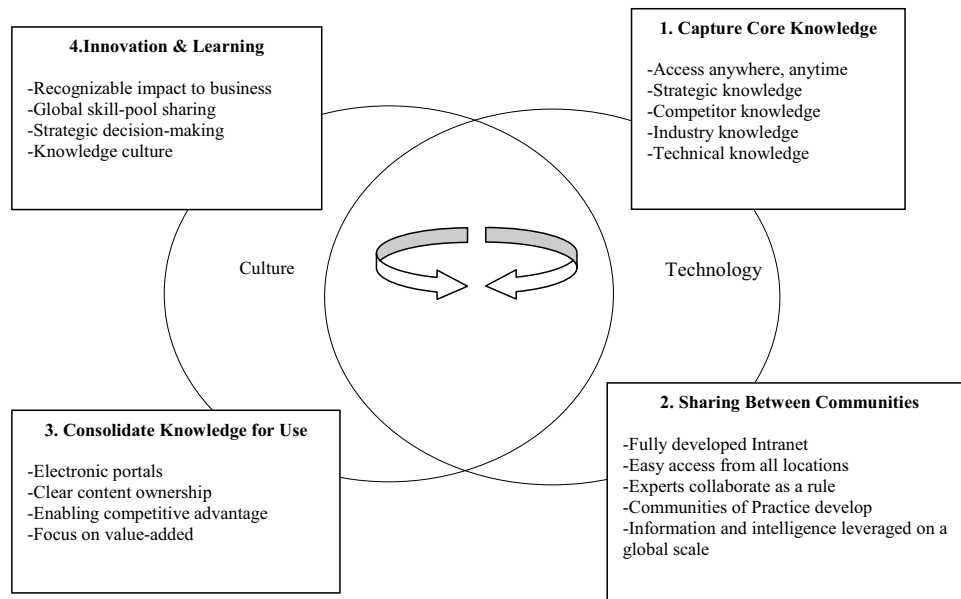 4.Innovation & Learning
-Recognizable impact to business
-Global skill-pool sharing
-Strategic decision-making
-Knowledge culture
1. Capture Core Knowledge
-Access anywhere, anytime
-Strategic knowledge
-Competitor knowledge
-Industry knowledge
-Technical knowledge
Culture
Technology
3. Consolidate Knowledge for Use
-Electronic portals
-Clear content ownership
-Enabling competitive advantage
-Focus on value-added
2. Sharing Between Communities
-Fully developed Intranet
-Easy access from all locations
-Experts collaborate as a rule
-Communities of Practice develop
-Information and intelligence leveraged on a
global scale